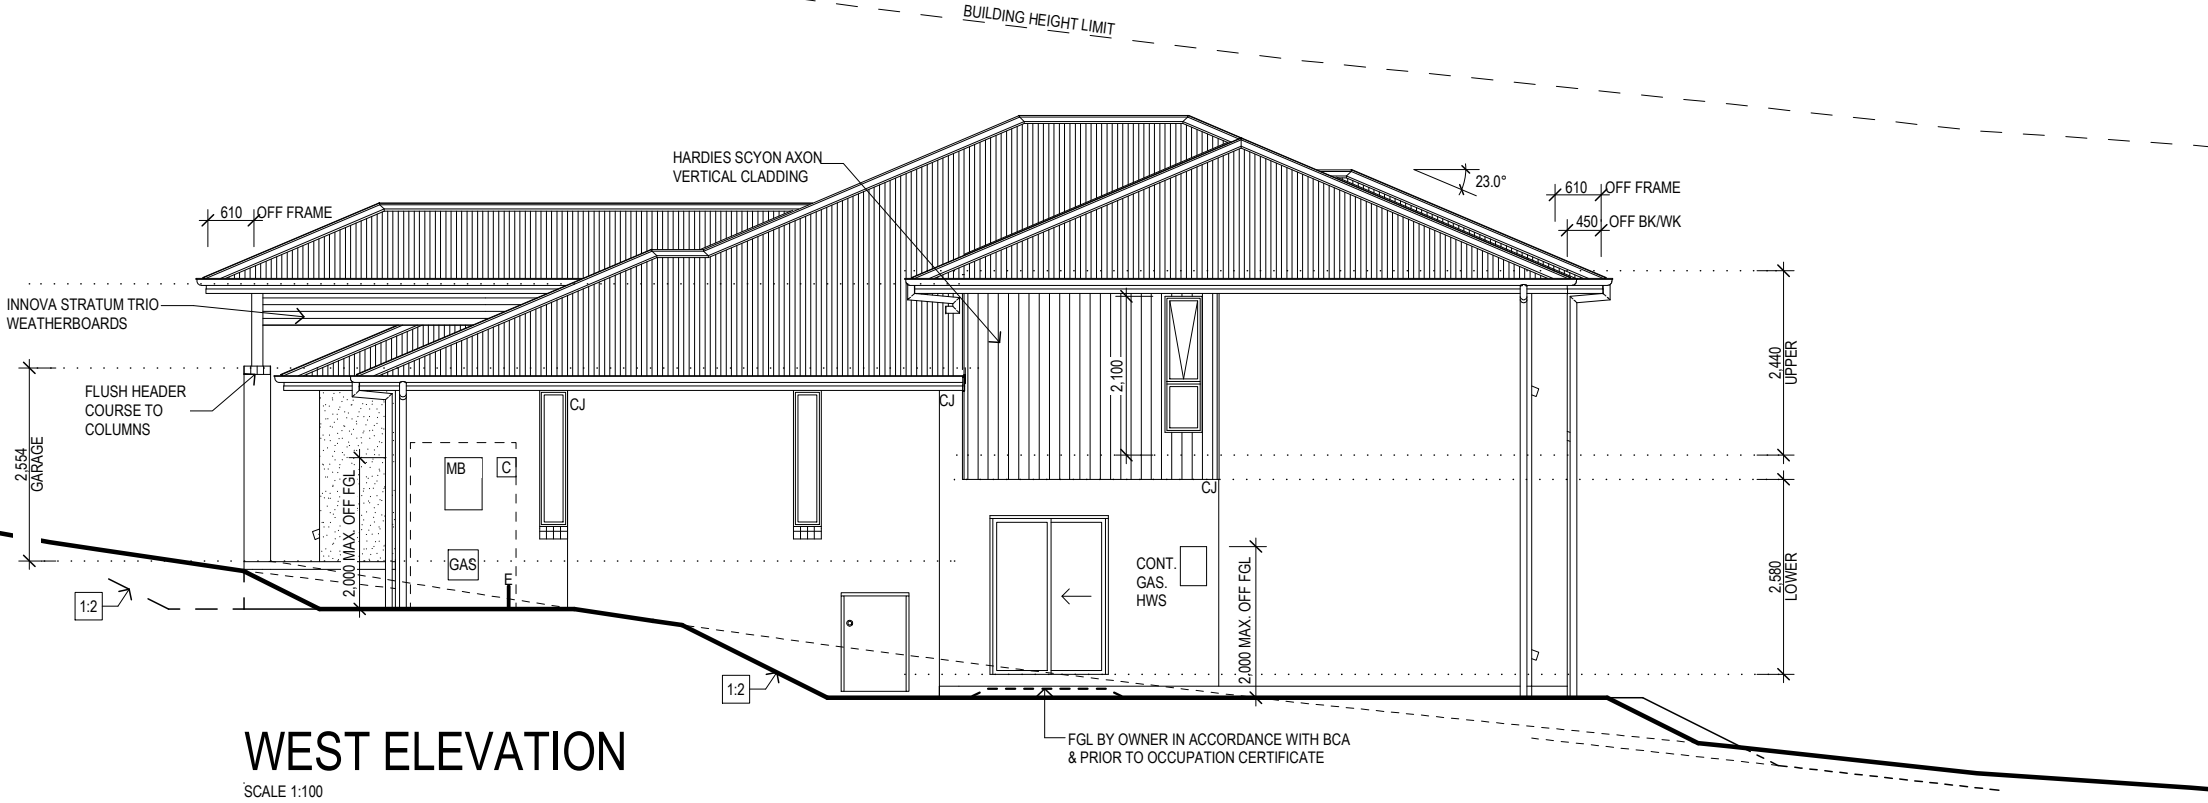 BUILDING HEIGHT LIMIT
HARDIES SCYON AXON
VERTICAL CLADDING
23.0°
610 OFF FRAME
610 OFF FRAME
450 OFF BK/WK
INNOVA STRATUM TRIO
WEATHERBOARDS
FLUSH HEADER
COURSE TO
COLUMNS
2,554
GARAGE
2,000 MAX. OFF FGL
MB
C
GAS
E
CJ
CJ
CJ
2,100
2,440
UPPER
2,580
LOWER
CONT.
GAS.
HWS
2,000 MAX. OFF FGL
1:2
1:2
FGL BY OWNER IN ACCORDANCE WITH BCA
& PRIOR TO OCCUPATION CERTIFICATE
WEST ELEVATION
SCALE 1:100